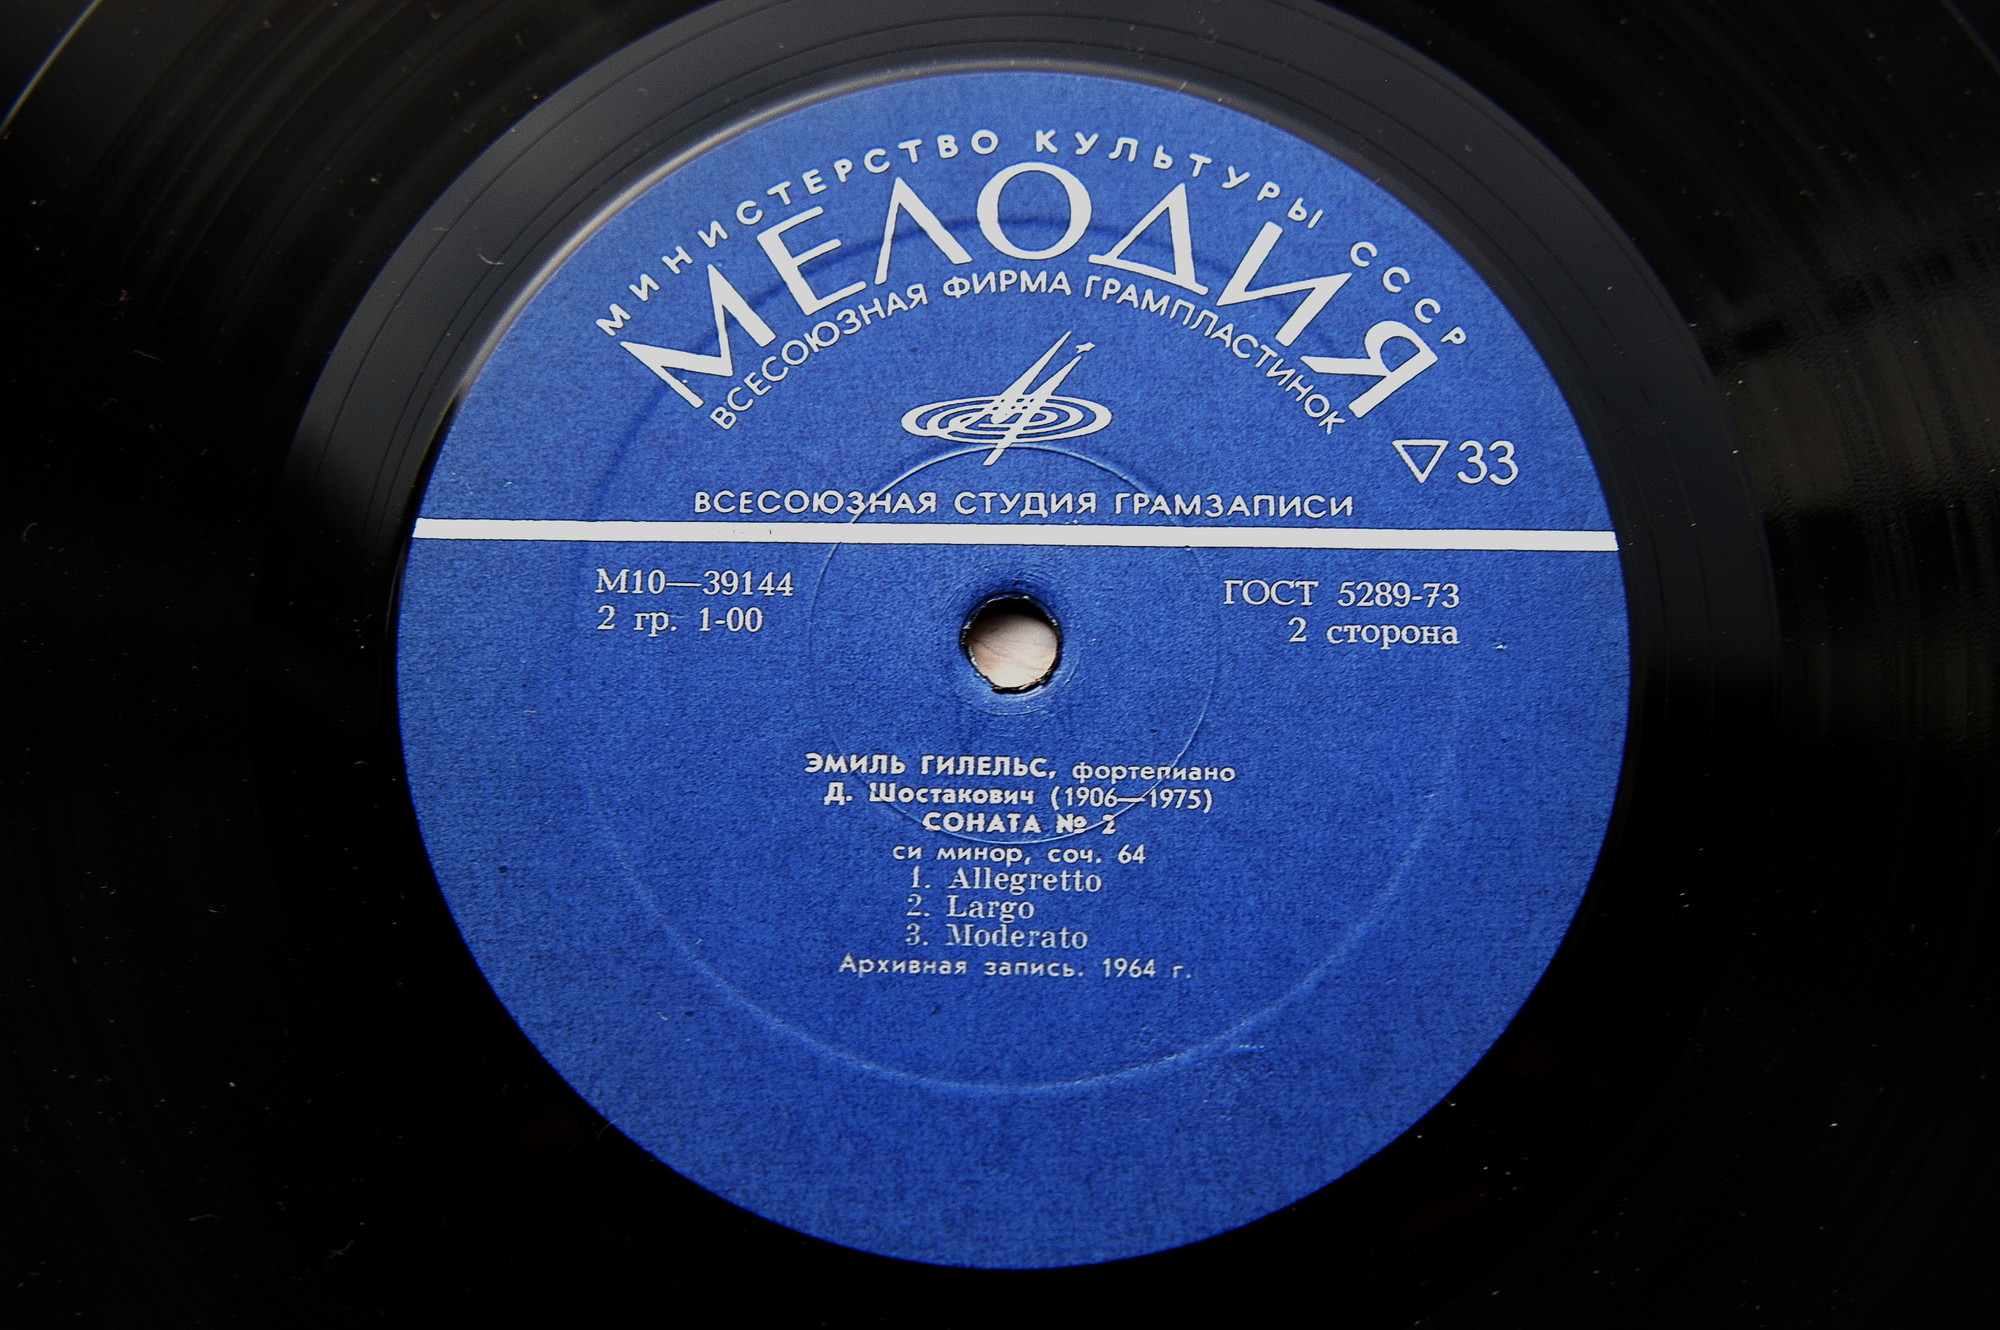 МИНИСТЕРСТВО КУЛЬТУРЫ СССР
МЕЛОДИЯ
ВСЕСОЮЗНАЯ ФИРМА ГРАМПЛАСТИНОК
33
ВСЕСОЮЗНАЯ СТУДИЯ ГРАМЗАПИСИ
М10—39144
2 гр. 1-00
ГОСТ 5289-73
2 сторона
ЭМИЛЬ ГИЛЕЛЬС, фортепиано
Д. Шостакович (1906—1975)
СОНАТА № 2
си минор, соч. 64
1. Allegretto
2. Largo
3. Moderato
Архивная запись. 1964 г.